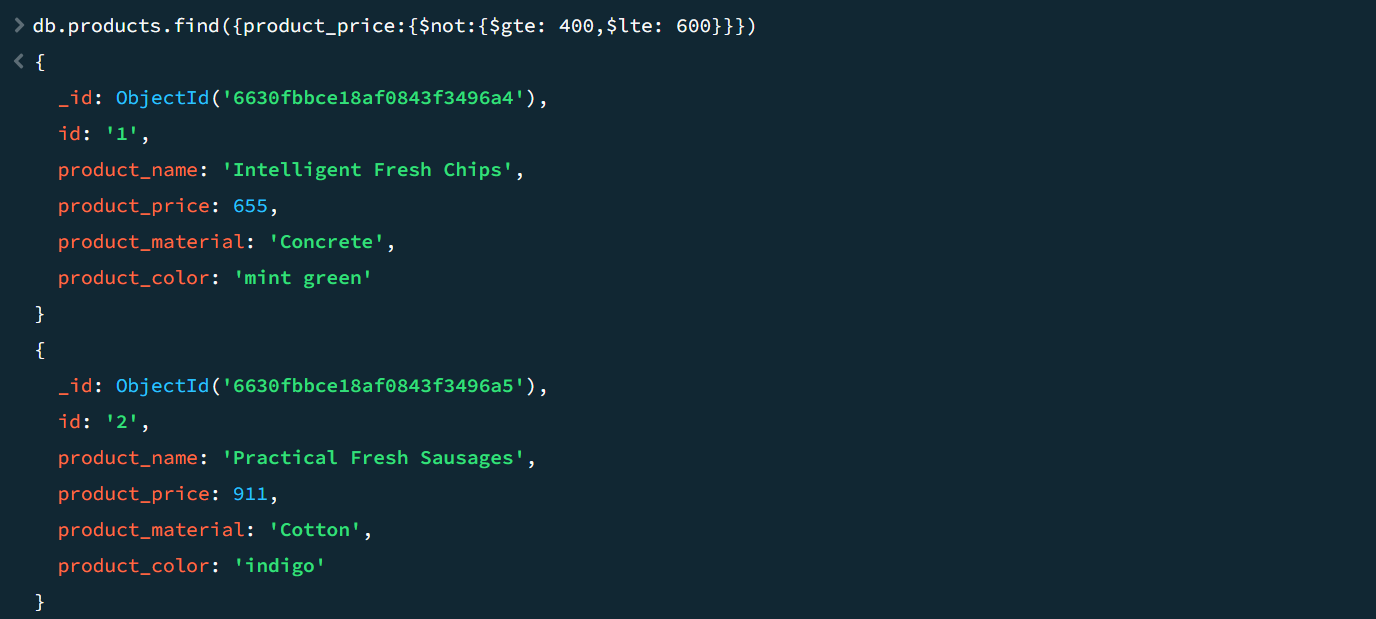 > db.products.find({product_price:{$not:{$gte: 400,$lte: 600}}})
< {
_id: ObjectId('6630fbbce18af0843f3496a4'),
id: '1',
product_name: 'Intelligent Fresh Chips',
product_price: 655,
product_material: 'Concrete',
product_color: 'mint green'
}
{
_id: ObjectId('6630fbbce18af0843f3496a5'),
id: '2',
product_name: 'Practical Fresh Sausages',
product_price: 911,
product_material: 'Cotton',
product_color: 'indigo'
}